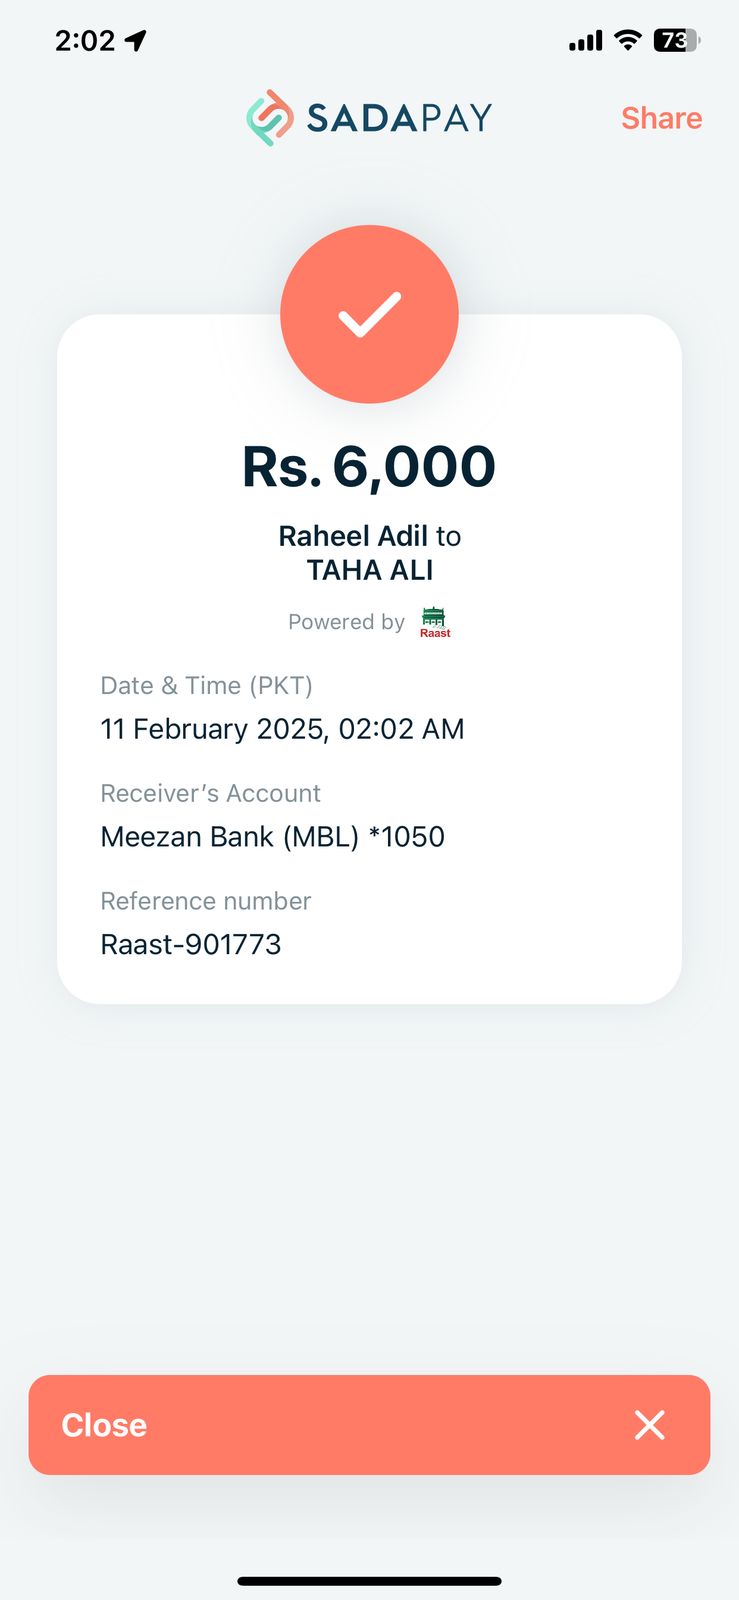 2:02
73
SADAPAY
Share
Rs. 6,000
Raheel Adil to
TAHA ALI
Powered by Raast
Date & Time (PKT)
11 February 2025, 02:02 AM
Receiver’s Account
Meezan Bank (MBL) *1050
Reference number
Raast-901773
Close